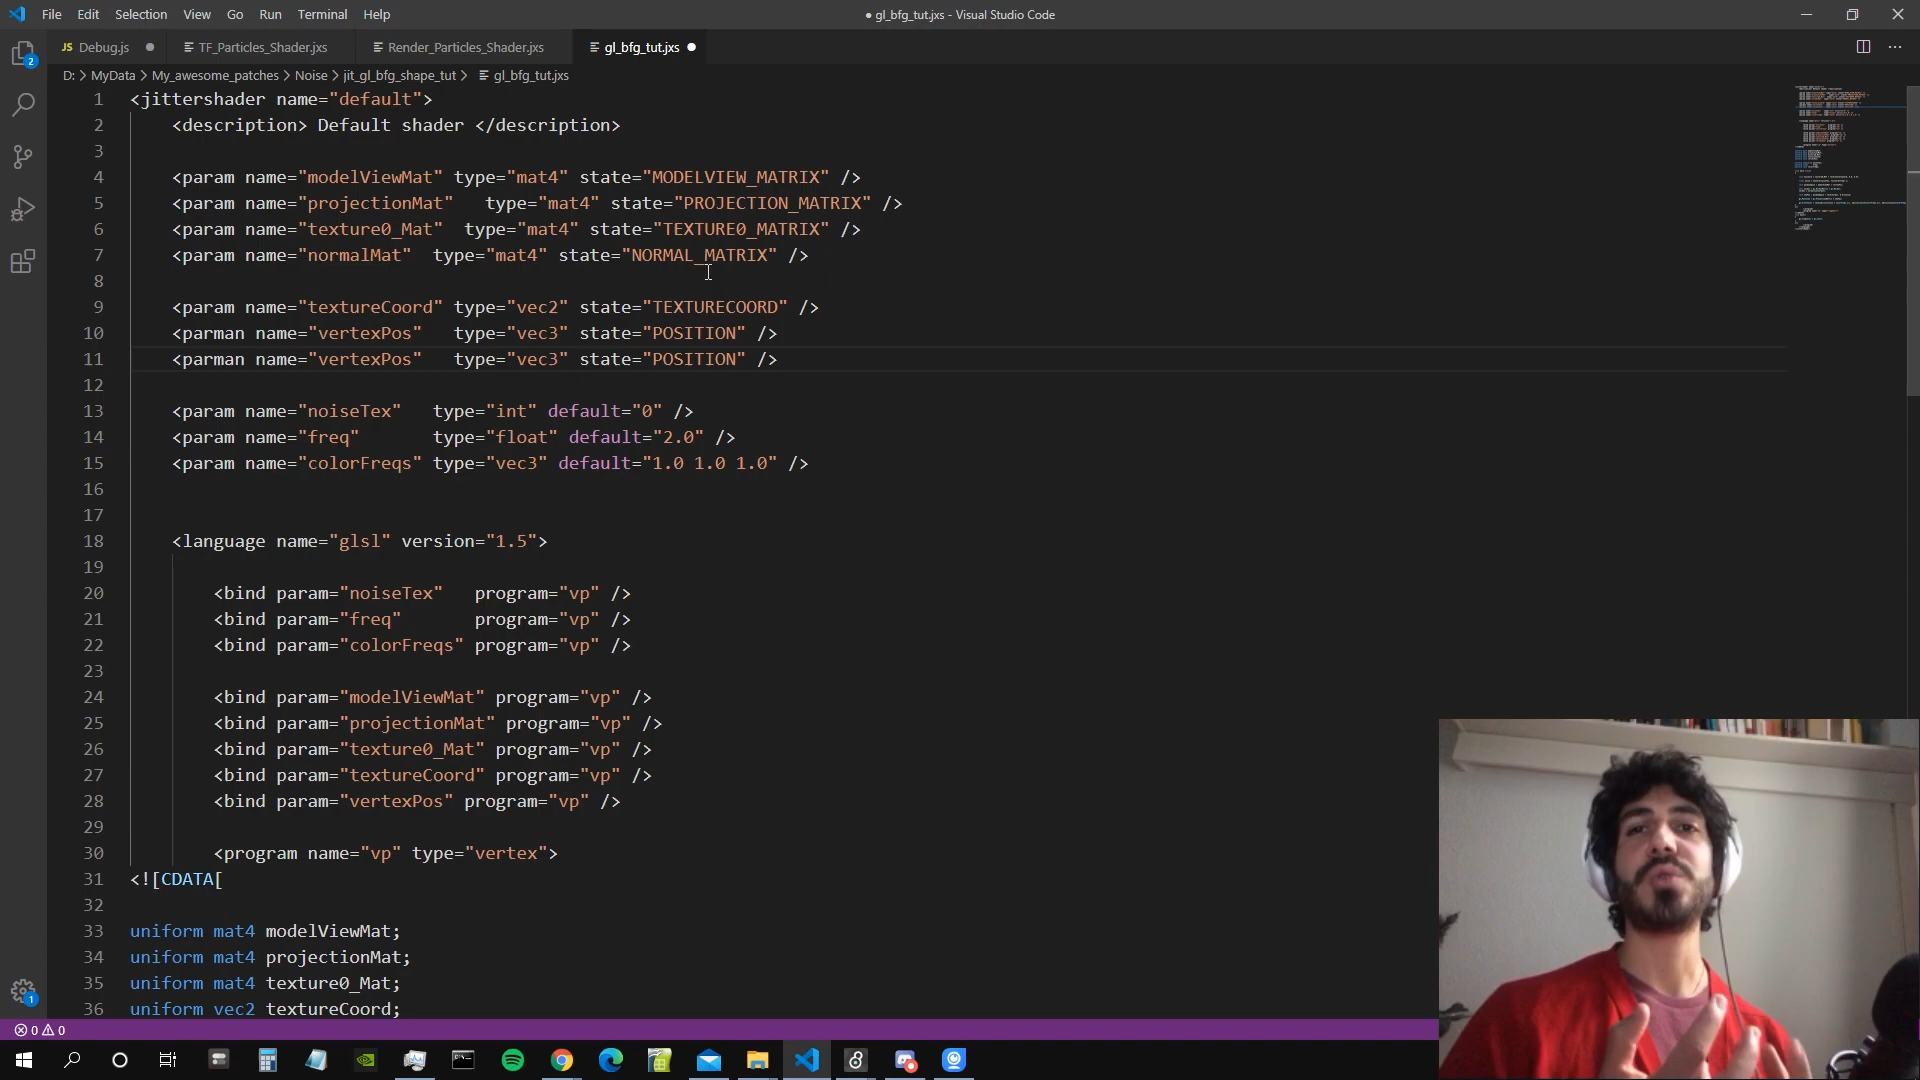 File Edit Selection View Go Run Terminal Help
● gl_bfg_tut.jxs - Visual Studio Code
JS Debug.js ●
TF_Particles_Shader.jxs
Render_Particles_Shader.jxs
gl_bfg_tut.jxs ●
D: > MyData > My_awesome_patches > Noise > jit_gl_bfg_shape_tut > gl_bfg_tut.jxs
2
1 <jittershader name="default">
2 <description> Default shader </description>
3
4 <param name="modelViewMat" type="mat4" state="MODELVIEW_MATRIX" />
5 <param name="projectionMat" type="mat4" state="PROJECTION_MATRIX" />
6 <param name="texture0_Mat" type="mat4" state="TEXTURE0_MATRIX" />
7 <param name="normalMat" type="mat4" state="NORMAL_MATRIX" />
8
9 <param name="textureCoord" type="vec2" state="TEXTURECOORD" />
10 <parman name="vertexPos" type="vec3" state="POSITION" />
11 <parman name="vertexPos" type="vec3" state="POSITION" />
12
13 <param name="noiseTex" type="int" default="0" />
14 <param name="freq" type="float" default="2.0" />
15 <param name="colorFreqs" type="vec3" default="1.0 1.0 1.0" />
16
17
18 <language name="glsl" version="1.5">
19
20 <bind param="noiseTex" program="vp" />
21 <bind param="freq" program="vp" />
22 <bind param="colorFreqs" program="vp" />
23
24 <bind param="modelViewMat" program="vp" />
25 <bind param="projectionMat" program="vp" />
26 <bind param="texture0_Mat" program="vp" />
27 <bind param="textureCoord" program="vp" />
28 <bind param="vertexPos" program="vp" />
29
30 <program name="vp" type="vertex">
31 <![CDATA[
32
33 uniform mat4 modelViewMat;
34 uniform mat4 projectionMat;
35 uniform mat4 texture0_Mat;
36 uniform vec2 textureCoord;
1
0 0